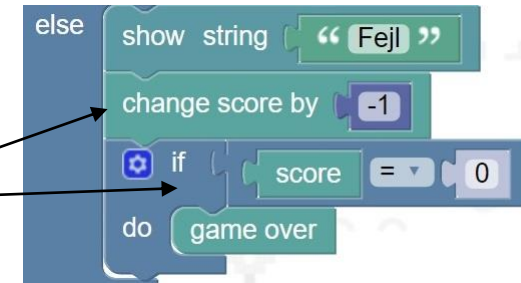 else show string “ Fejl ”
change score by -1
if score = 0
do game over